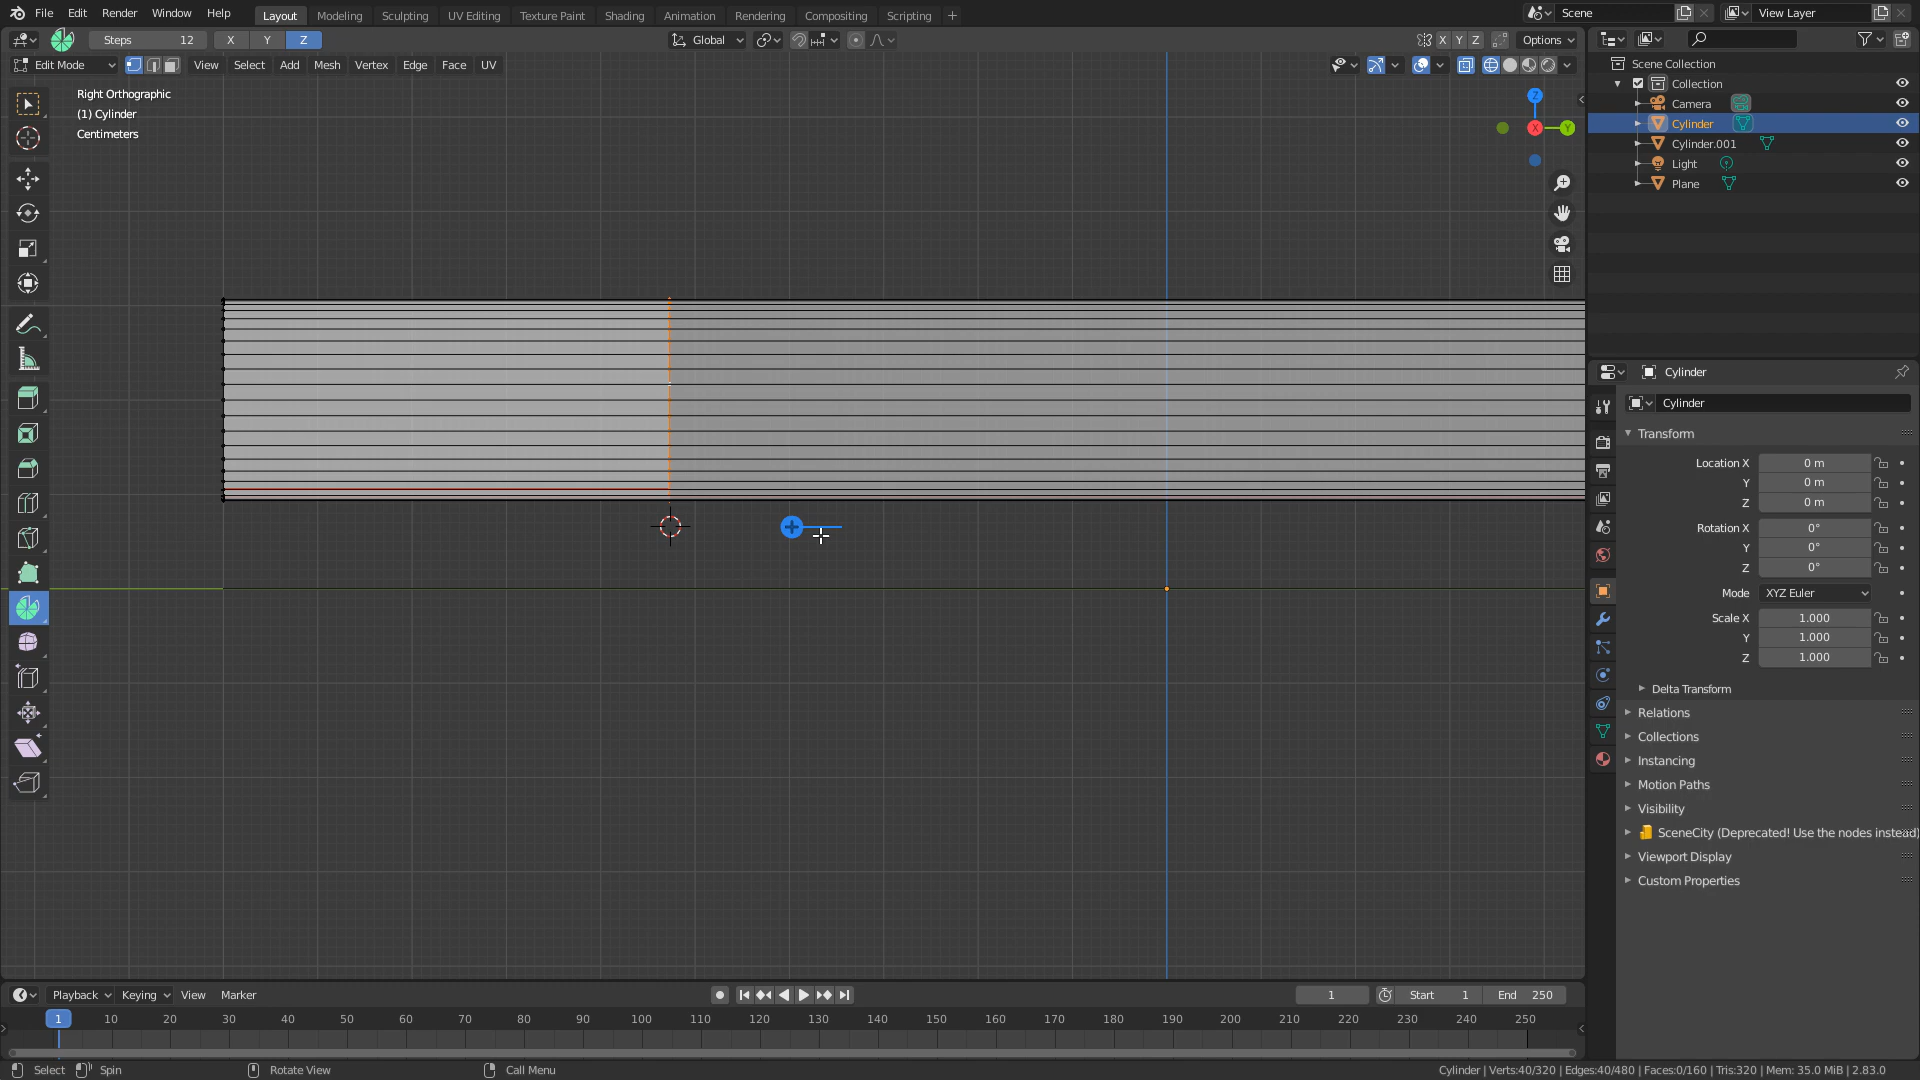 File Edit Render Window Help Layout Modeling Sculpting UV Editing Texture Paint Shading Animation Rendering Compositing Scripting + Scene View Layer
Steps 12 X Y Z Global X Y Z Options
Edit Mode View Select Add Mesh Vertex Edge Face UV
Right Orthographic
(1) Cylinder
Centimeters
Z
X
Y
Scene Collection
Collection
Camera
Cylinder
Cylinder.001
Light
Plane
Cylinder
Cylinder
Transform
Location X 0 m
Y 0 m
Z 0 m
Rotation X 0°
Y 0°
Z 0°
Mode XYZ Euler
Scale X 1.000
Y 1.000
Z 1.000
Delta Transform
Relations
Collections
Instancing
Motion Paths
Visibility
SceneCity (Deprecated! Use the nodes instead)
Viewport Display
Custom Properties
Playback Keying View Marker 1 Start 1 End 250
1 10 20 30 40 50 60 70 80 90 100 110 120 130 140 150 160 170 180 190 200 210 220 230 240 250
Select Spin Rotate View Call Menu Cylinder | Verts:40/320 | Edges:40/480 | Faces:0/160 | Tris:320 | Mem: 35.0 MiB | 2.83.0